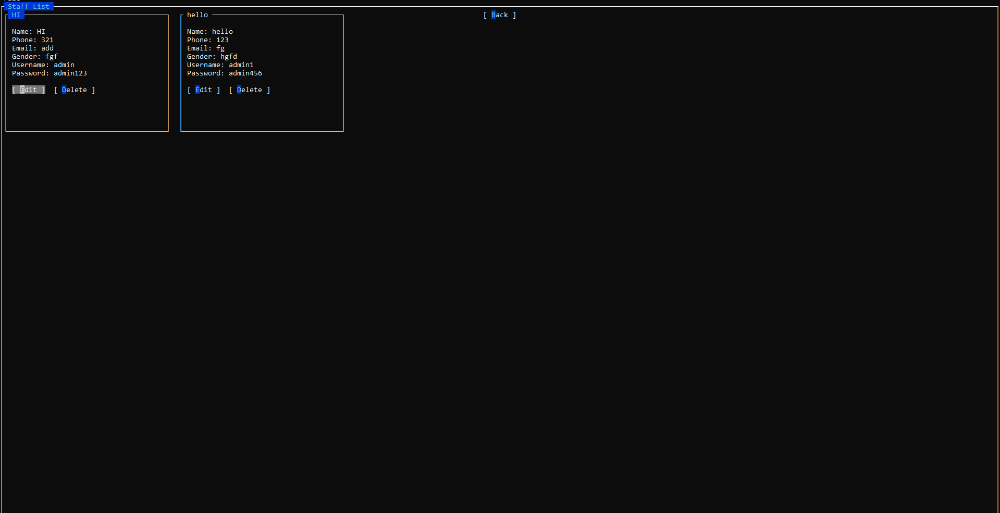 Staff List
HI
Name: HI
Phone: 321
Email: add
Gender: fgf
Username: admin
Password: admin123
[ Edit ] [ Delete ]
hello
Name: hello
Phone: 123
Email: fg
Gender: hgfd
Username: admin1
Password: admin456
[ Edit ] [ Delete ]
[ Back ]